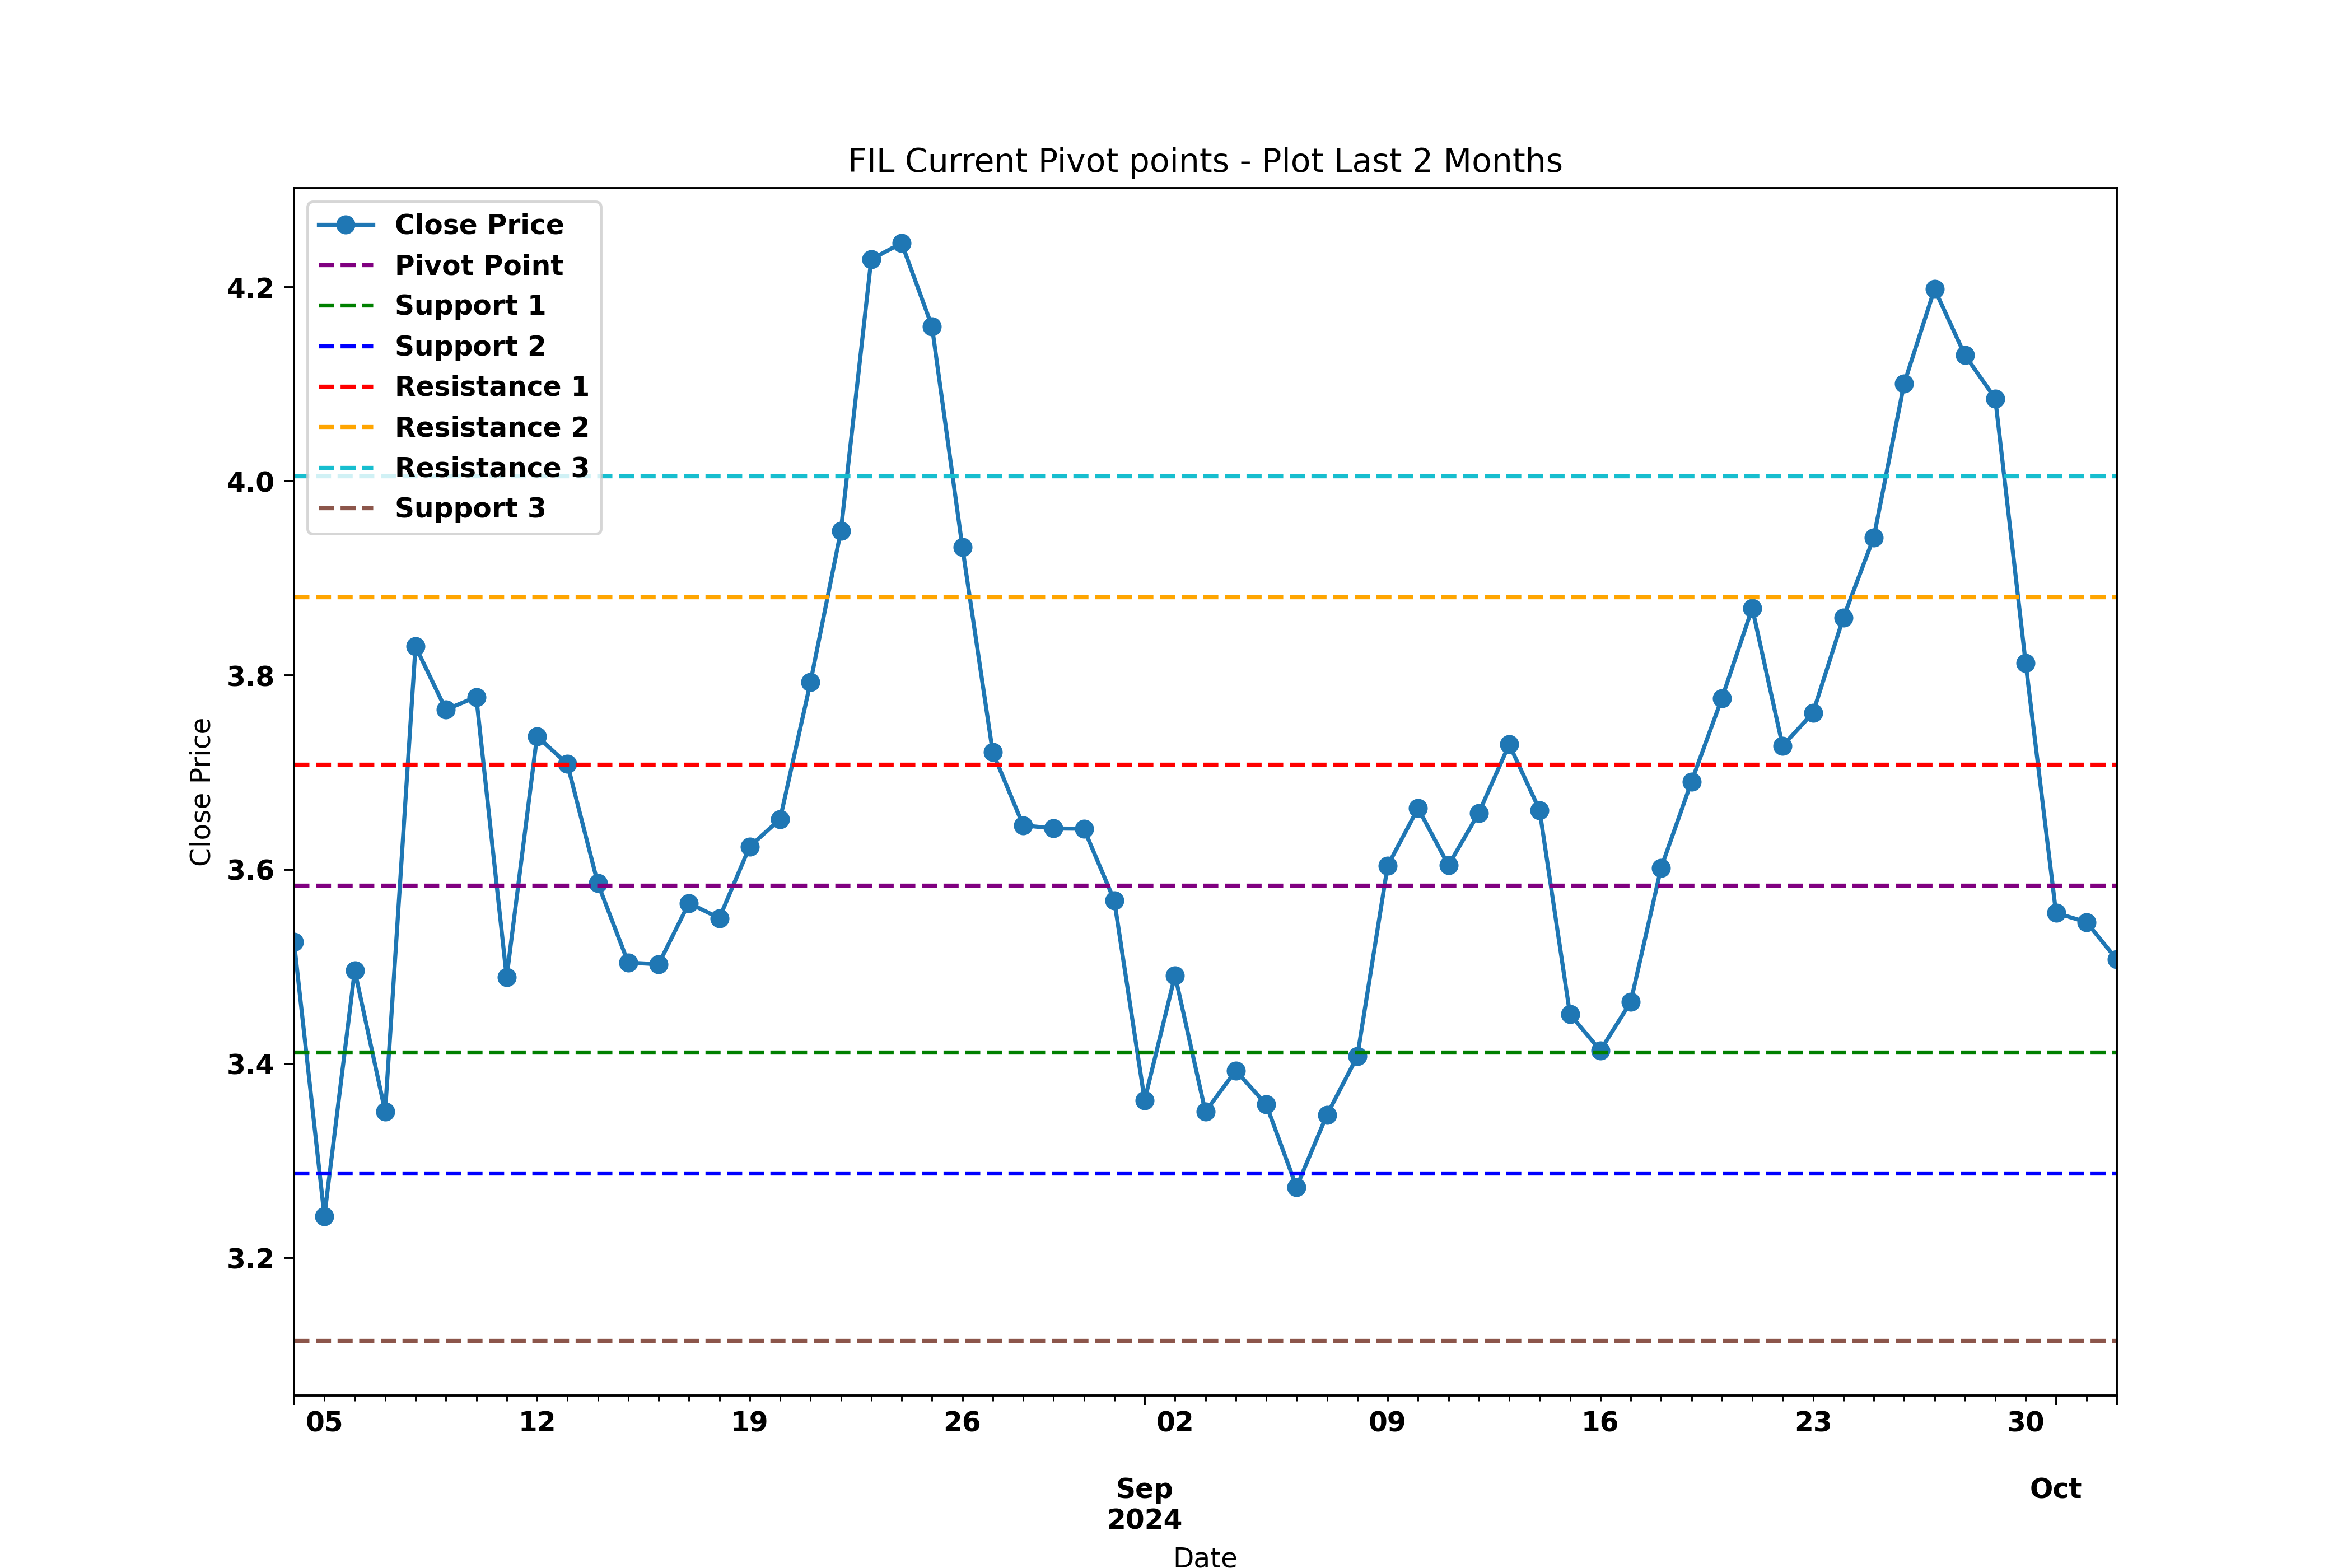 FIL Current Pivot points - Plot Last 2 Months
Close Price
Pivot Point
Support 1
Support 2
Resistance 1
Resistance 2
Resistance 3
Support 3
4.2
4.0
3.8
3.6
3.4
3.2
Close Price
05 12 19 26 02 09 16 23 30
Sep Oct
2024
Date